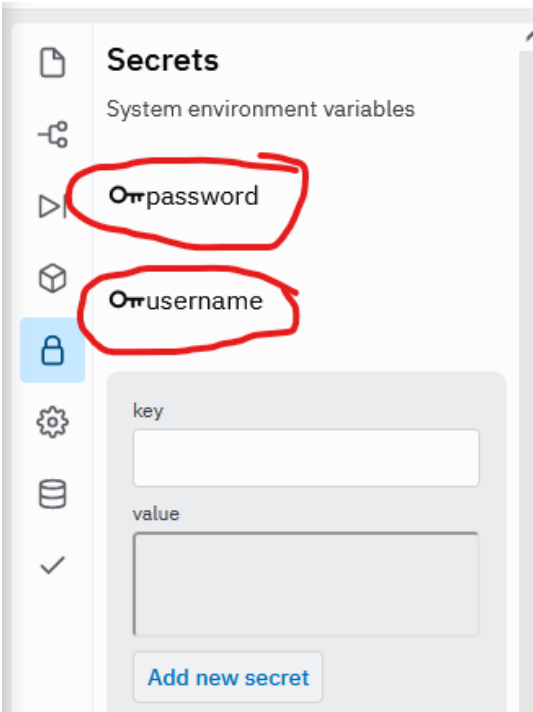 Secrets
System environment variables
password
username
key
value
Add new secret